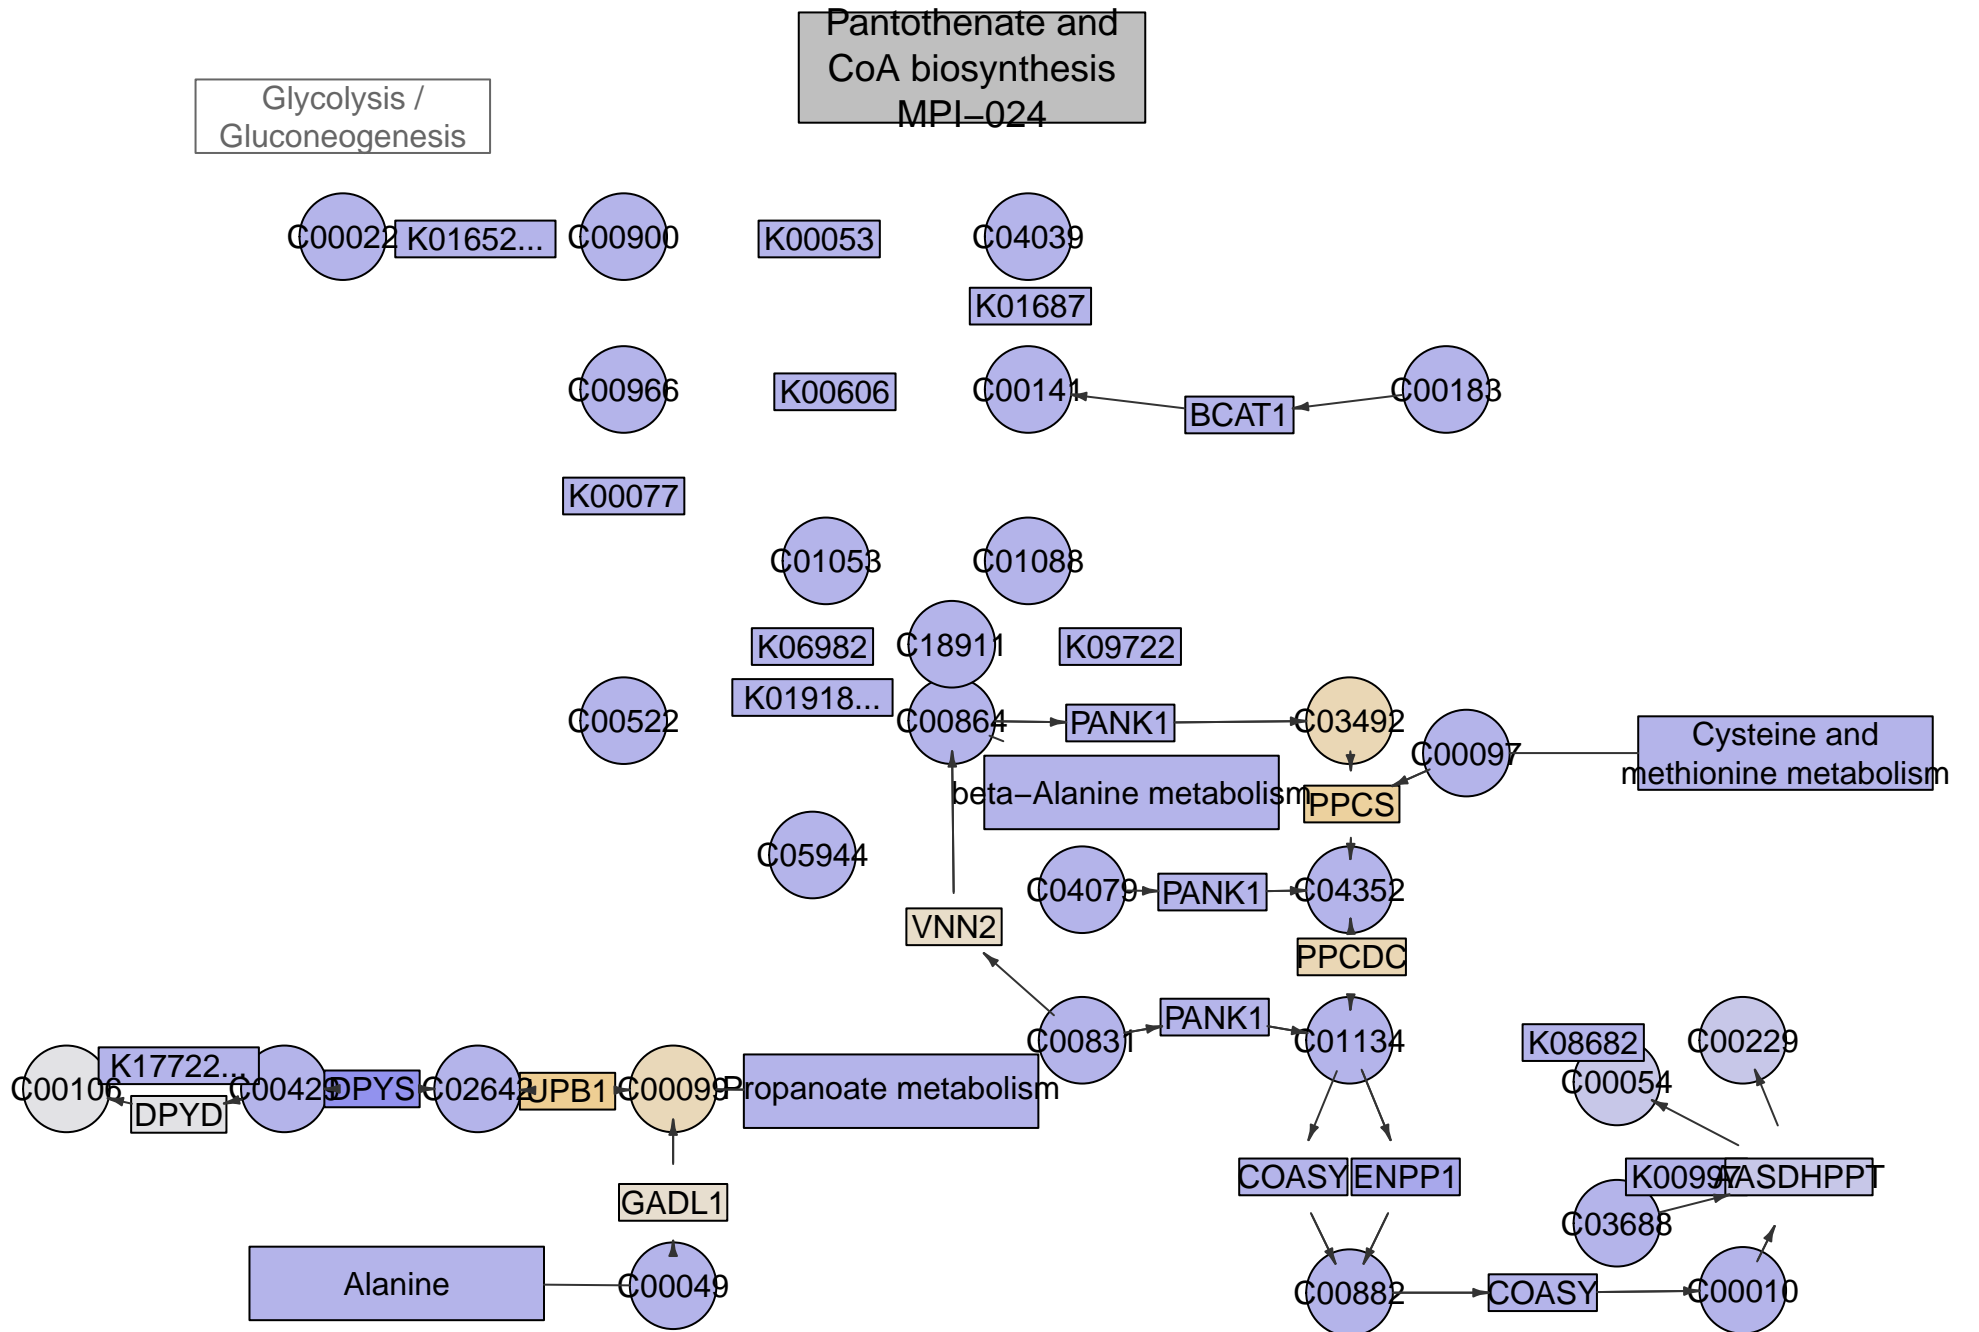 Pantothenate and
CoA biosynthesis
MPI−024
Glycolysis /
Gluconeogenesis
C00022
K01652...
C00900
K00053
C04039
K01687
C00966
K00606
C00141
BCAT1
C00183
K00077
C01053
C01088
K06982
C18911
K09722
K01918...
C00522
C00864
PANK1
C03492
C00097
Cysteine and
methionine metabolism
beta−Alanine metabolism
PPCS
C05944
C04079
PANK1
C04352
VNN2
PPCDC
C00831
PANK1
C01134
K08682
C00229
C00054
C00106
K17722...
DPYD
C00429
DPYS
C02642
UPB1
C00099
Propanoate metabolism
COASY
ENPP1
K00997
AASDHPPT
GADL1
C03688
Alanine
C00049
C00882
COASY
C00010